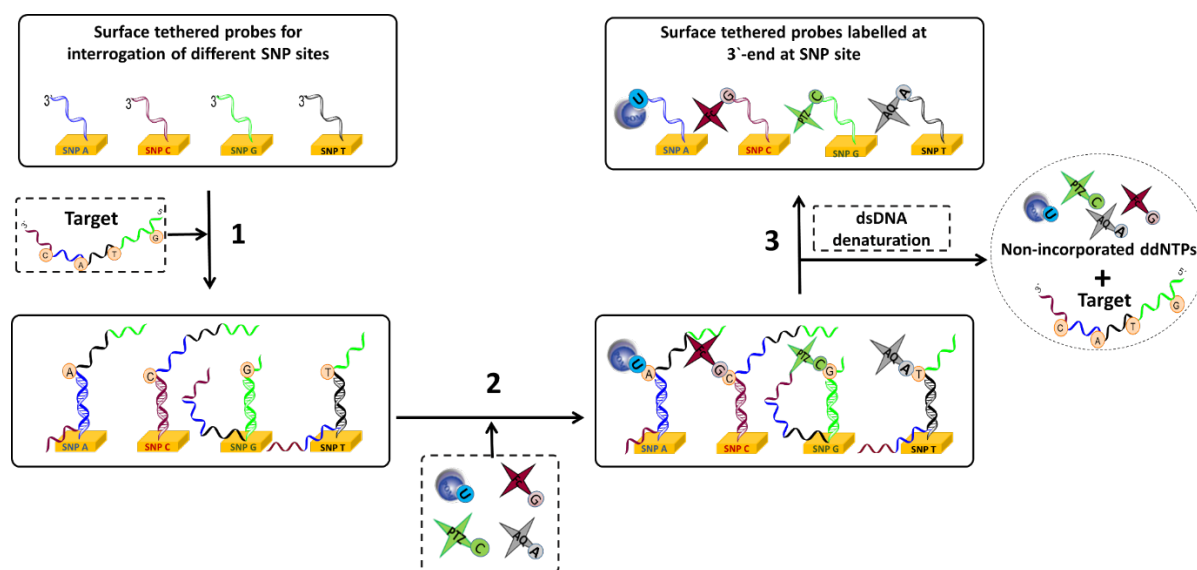 Surface tethered probes for
interrogation of different SNP sites
3'
3'
3'
3'
SNP A
SNP C
SNP G
SNP T
Target
3'
5'
C
A
T
G
1
A
C
G
T
SNP A
SNP C
SNP G
SNP T
2
U
G
PTZ
C
AQ
A
U
A
G
C
PTZ
C
G
AQ
A
T
SNP A
SNP C
SNP G
SNP T
3
dsDNA
denaturation
Surface tethered probes labelled at
3`-end at SNP site
U
G
PTZ
C
AQ
A
SNP A
SNP C
SNP G
SNP T
PTZ
C
U
G
AQ
A
Non-incorporated ddNTPs
+
Target
3'
5'
C
A
T
G